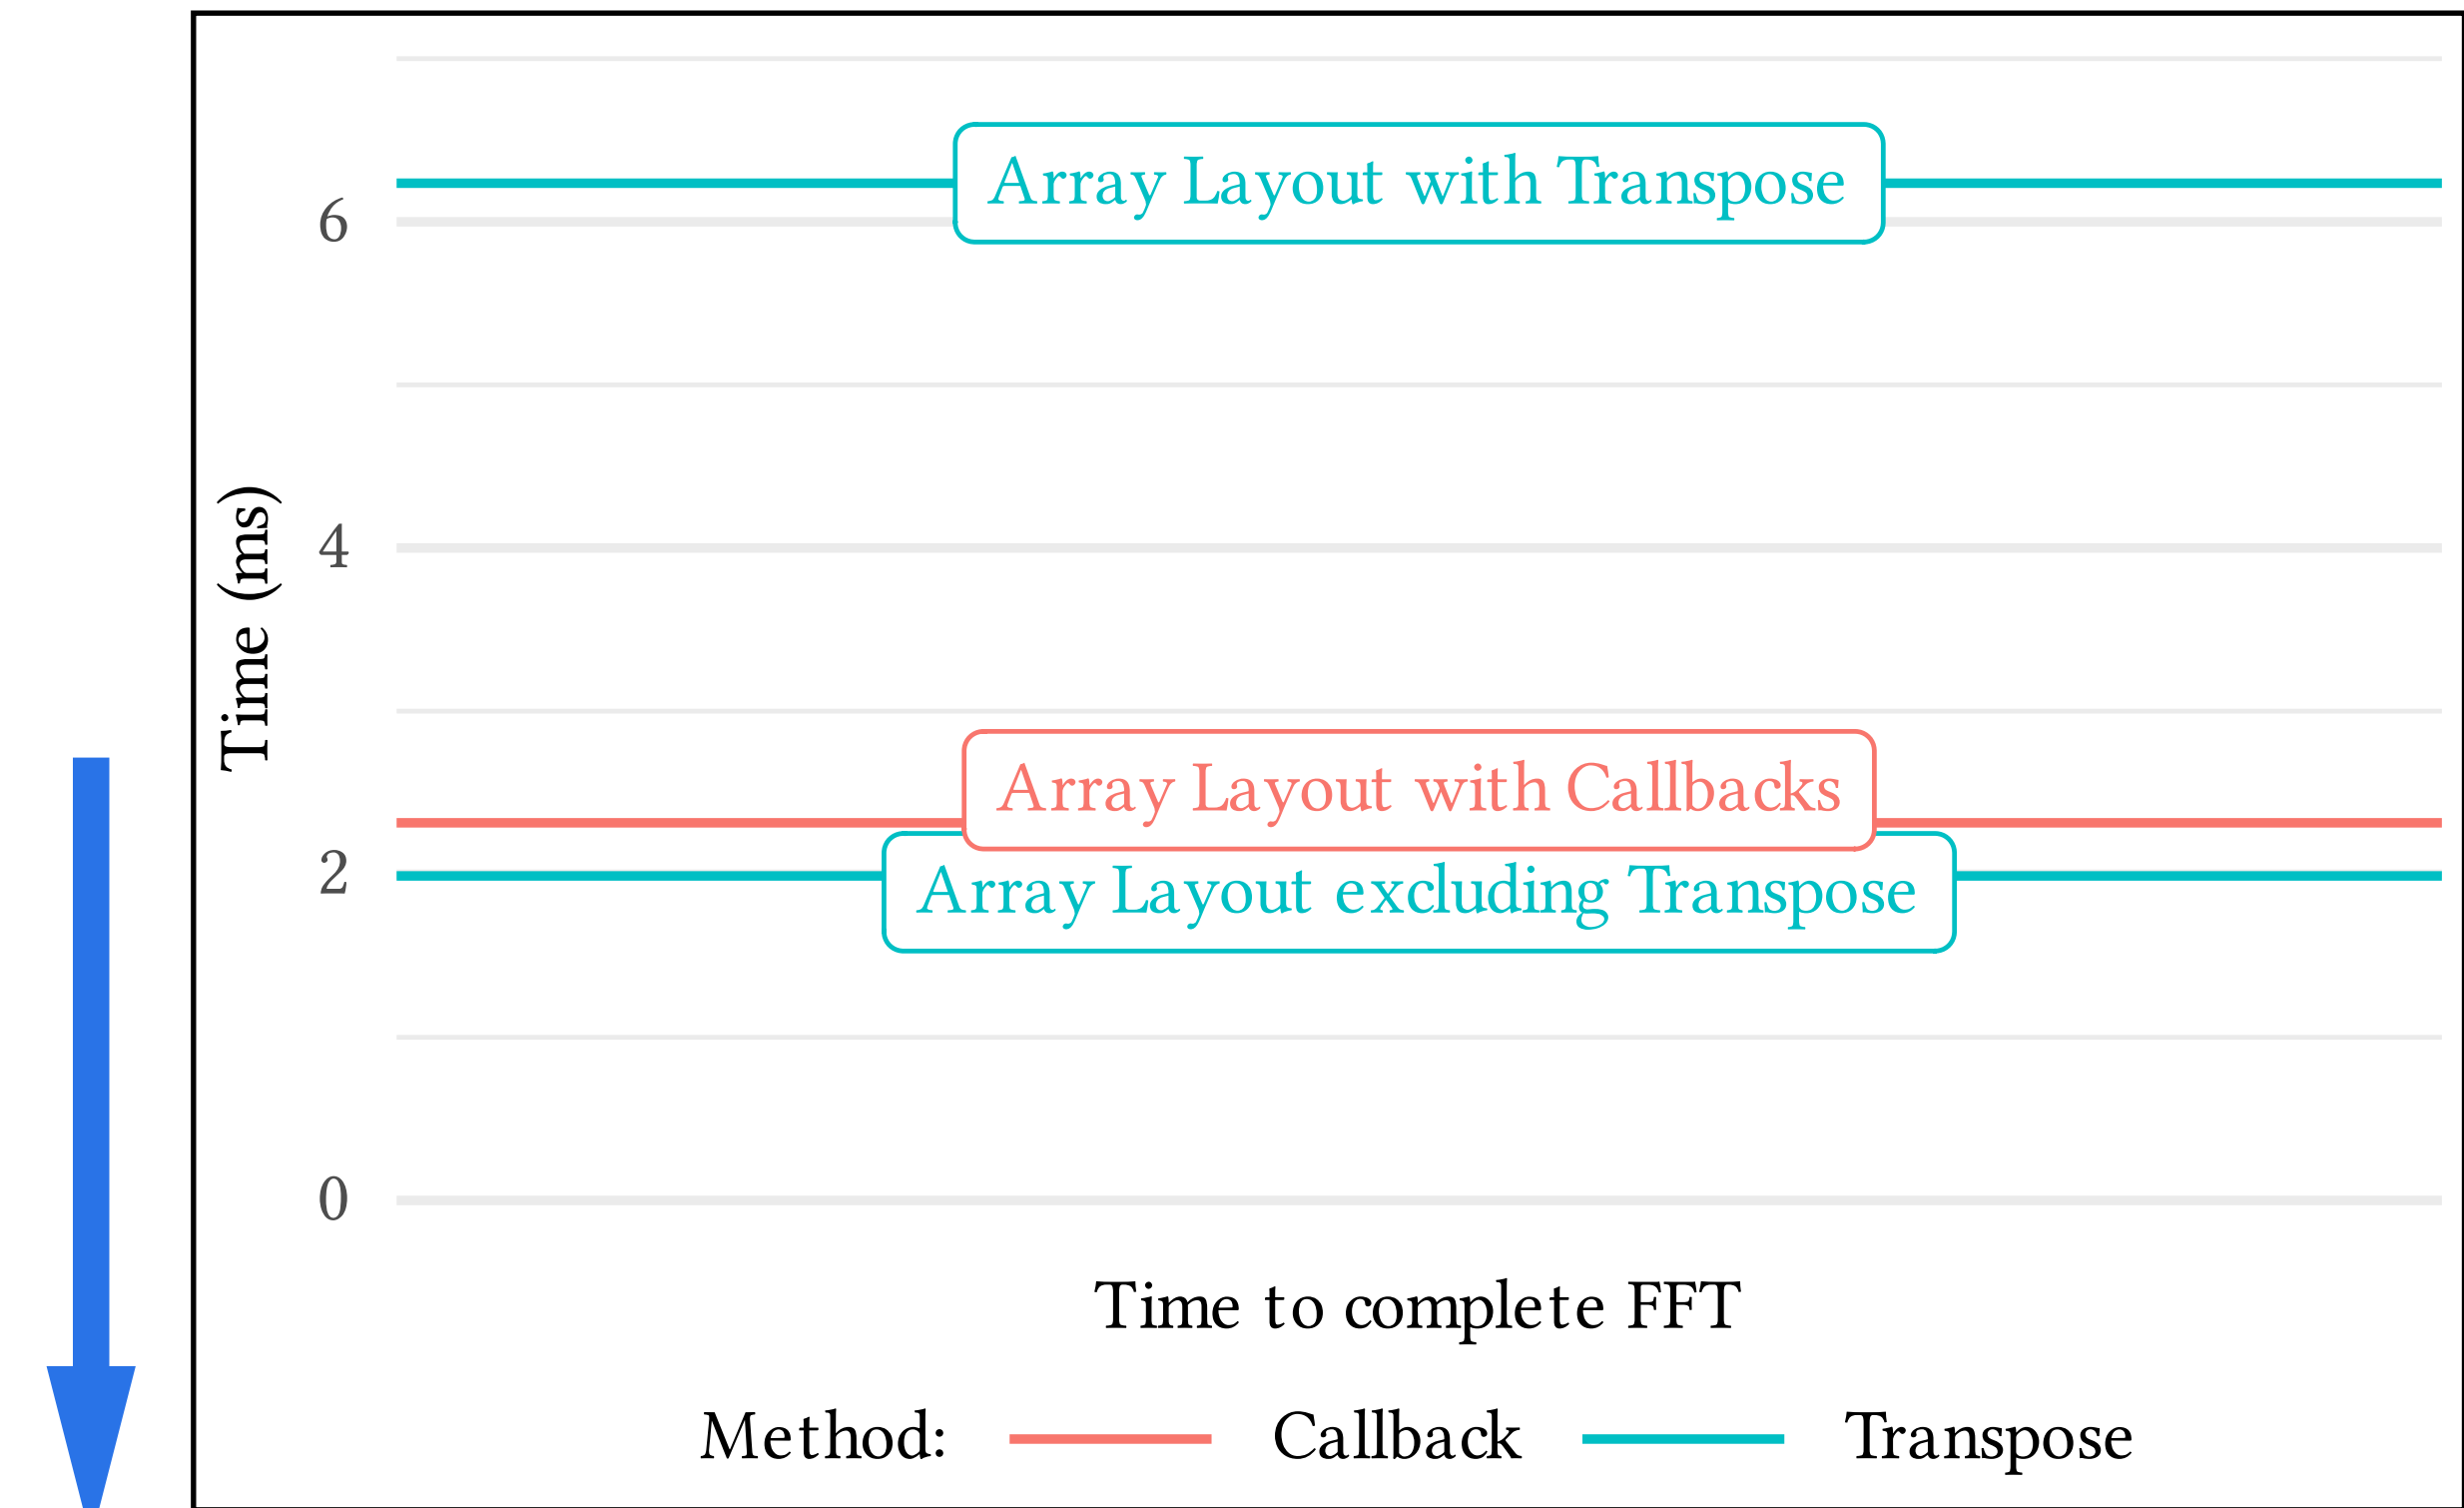 Time (ms)
6
4
2
0
Array Layout with Transpose
Array Layout with Callbacks
Array Layout excluding Transpose
Time to complete FFT
Method: Callback Transpose